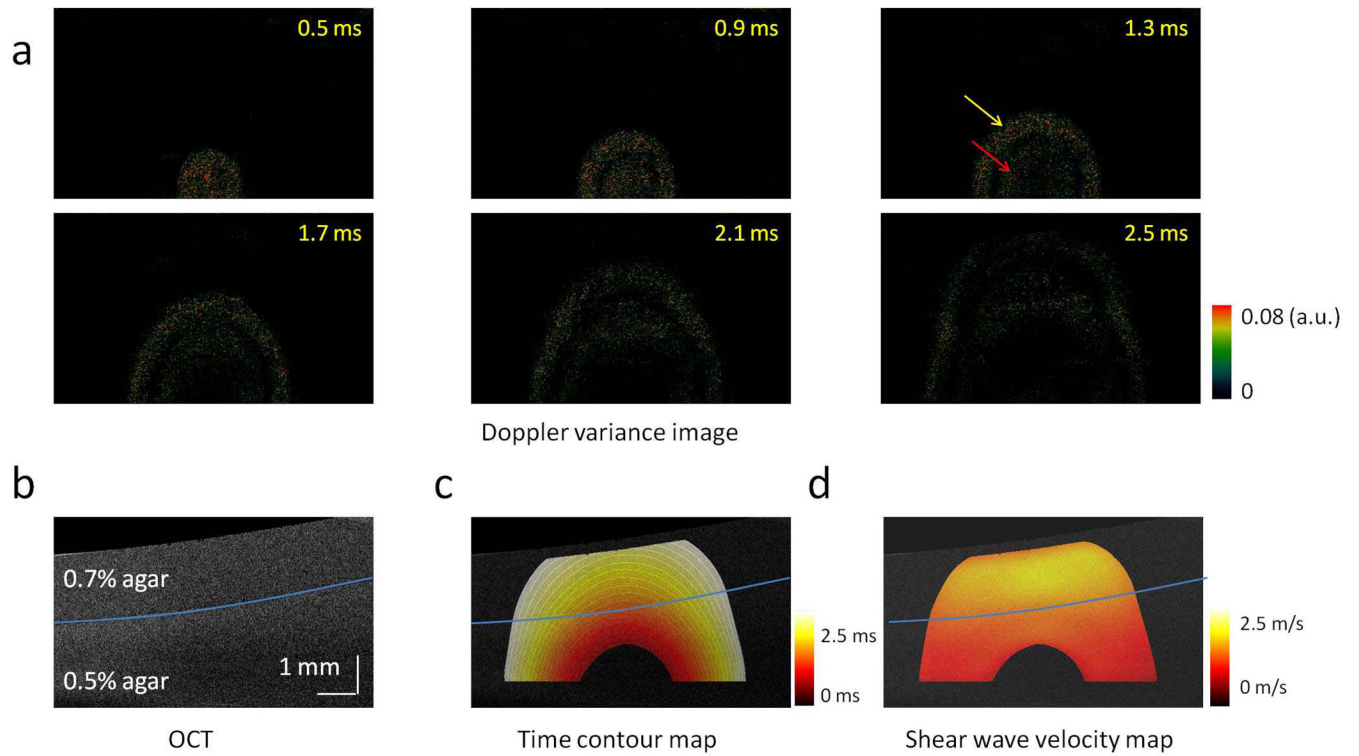 a
0.5 ms
0.9 ms
1.3 ms
1.7 ms
2.1 ms
2.5 ms
0.08 (a.u.)
0
Doppler variance image
b
0.7% agar
0.5% agar
1 mm
OCT
c
2.5 ms
0 ms
Time contour map
d
2.5 m/s
0 m/s
Shear wave velocity map